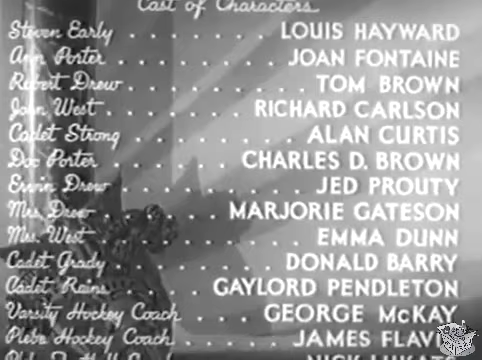 Cast of Characters
Steven Early . . . . . . . . . LOUIS HAYWARD
Ann Porter . . . . . . . . . JOAN FONTAINE
Robert Drew . . . . . . . . . . TOM BROWN
John West . . . . . . . . RICHARD CARLSON
Cadet Strong . . . . . . . . ALAN CURTIS
Doc Porter . . . . . . . CHARLES D. BROWN
Ervin Drew . . . . . . . . . . JED PROUTY
Mrs. Drew . . . . . . MARJORIE GATESON
Mrs. West . . . . . . . . . . EMMA DUNN
Cadet Grady . . . . . . . . DONALD BARRY
Cadet Rains . . . . . GAYLORD PENDLETON
Varsity Hockey Coach . . GEORGE McKAY
Plebe Hockey Coach . . . . . JAMES FLAVIN